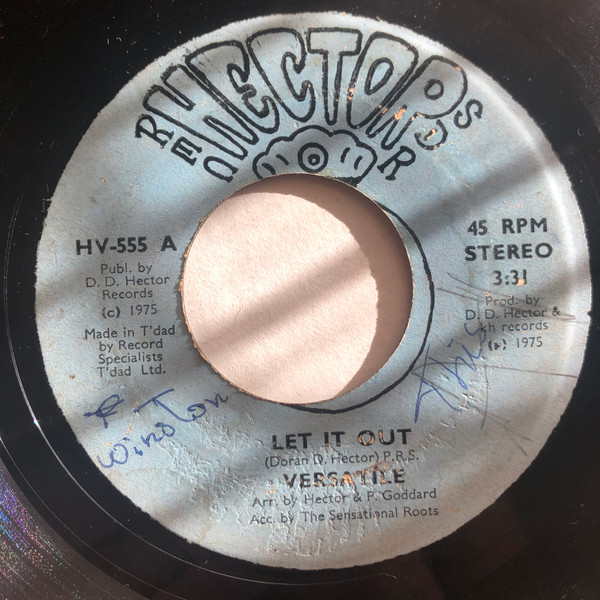 HECTOR
RECORDS
HV-555 A
Publ. by
D. D. Hector
Records
(c) 1975
Made in T'dad
by Record
Specialists
T'dad Ltd.
45 RPM
STEREO
3:31
Prod. by
D. D. Hector &
kh records
(p) 1975
Winston
LET IT OUT
(Doran D. Hector) P.R.S.
VERSATILE
Arr. by Hector & P. Goddard
Acc. by The Sensational Roots